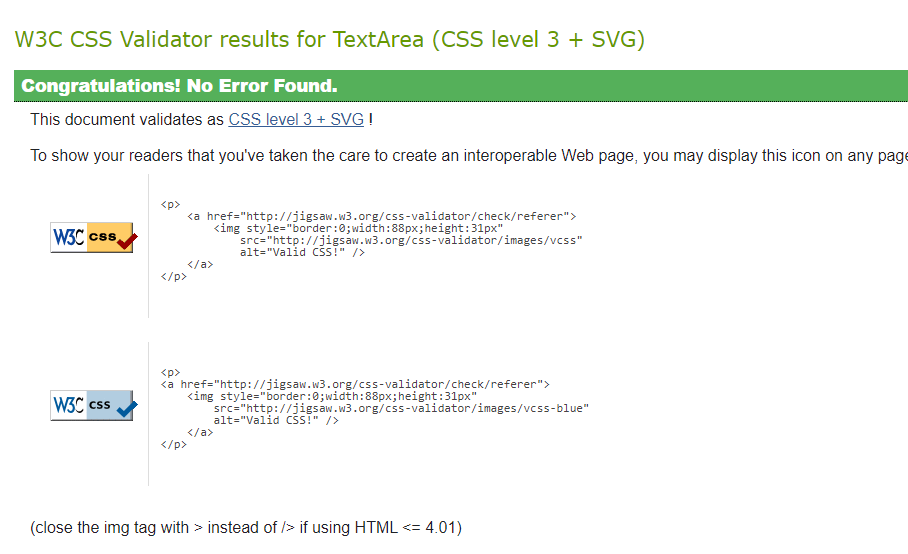 W3C CSS Validator results for TextArea (CSS level 3 + SVG)
Congratulations! No Error Found.
This document validates as CSS level 3 + SVG !
To show your readers that you've taken the care to create an interoperable Web page, you may display this icon on any page
W3C css
<p>
<a href="http://jigsaw.w3.org/css-validator/check/referer">
<img style="border:0;width:88px;height:31px"
src="http://jigsaw.w3.org/css-validator/images/vcss"
alt="Valid CSS!" />
</a>
</p>
W3C css
<p>
<a href="http://jigsaw.w3.org/css-validator/check/referer">
<img style="border:0;width:88px;height:31px"
src="http://jigsaw.w3.org/css-validator/images/vcss-blue"
alt="Valid CSS!" />
</a>
</p>
(close the img tag with > instead of /> if using HTML <= 4.01)